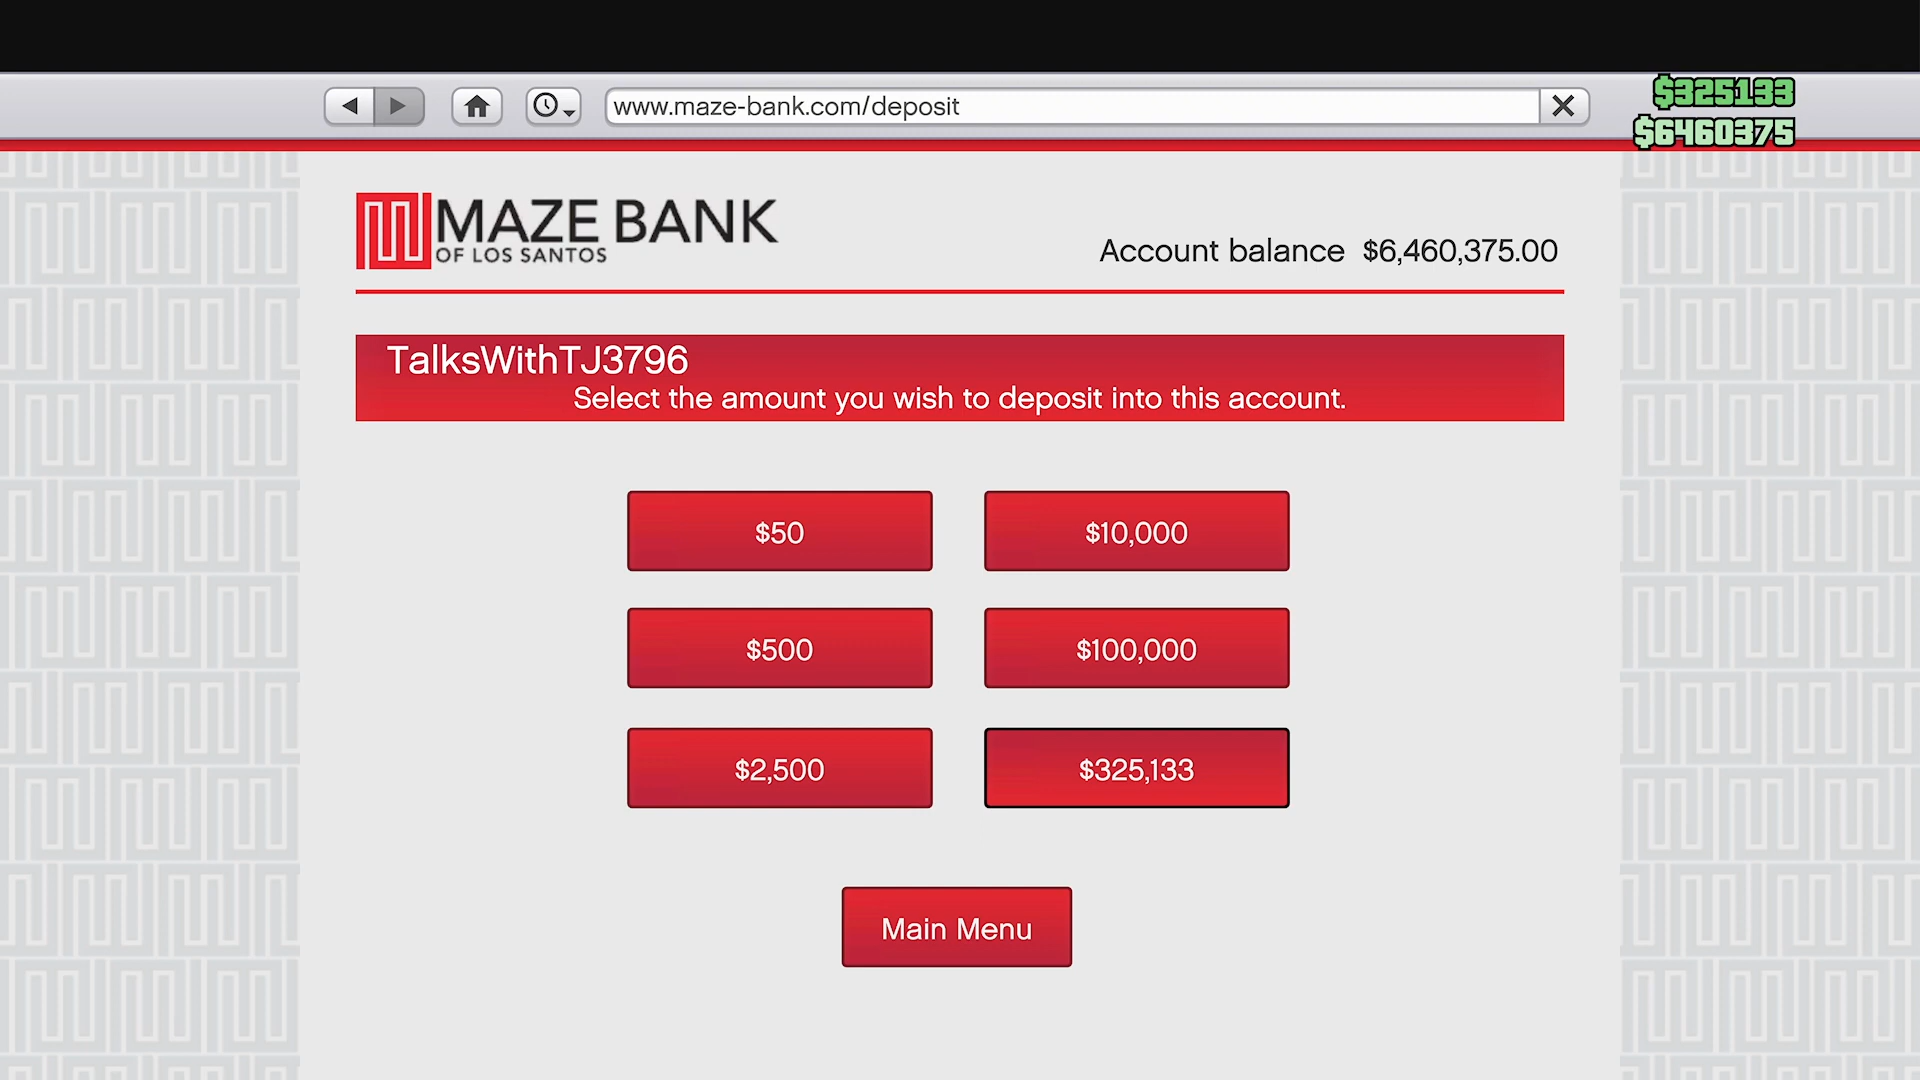 www.maze-bank.com/deposit
$325133
$6460375
MAZE BANK
OF LOS SANTOS
Account balance $6,460,375.00
TalksWithTJ3796
Select the amount you wish to deposit into this account.
$50
$10,000
$500
$100,000
$2,500
$325,133
Main Menu